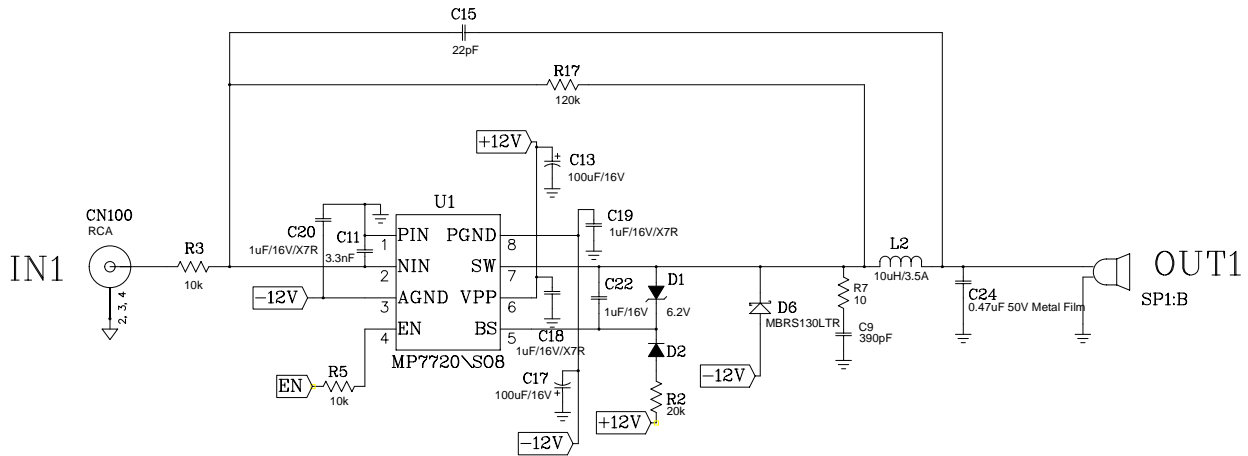 C15
22pF
R17
120k
+12V
C13
100uF/16V
U1
CN100
RCA
C20
1uF/16V/X7R
C11
3.3nF
1
PIN
PGND
8
C19
1uF/16V/X7R
IN1
R3
10k
2
NIN
SW
7
L2
10uH/3.5A
OUT1
2, 3, 4
-12V
3
AGND
VPP
6
C22
1uF/16V
D1
6.2V
D6
MBRS130LTR
R7
10
C24
0.47uF 50V Metal Film
SP1:B
4
EN
BS
5
C18
1uF/16V/X7R
C9
390pF
MP7720\SO8
D2
EN
R5
10k
C17
100uF/16V
-12V
R2
20k
+12V
-12V